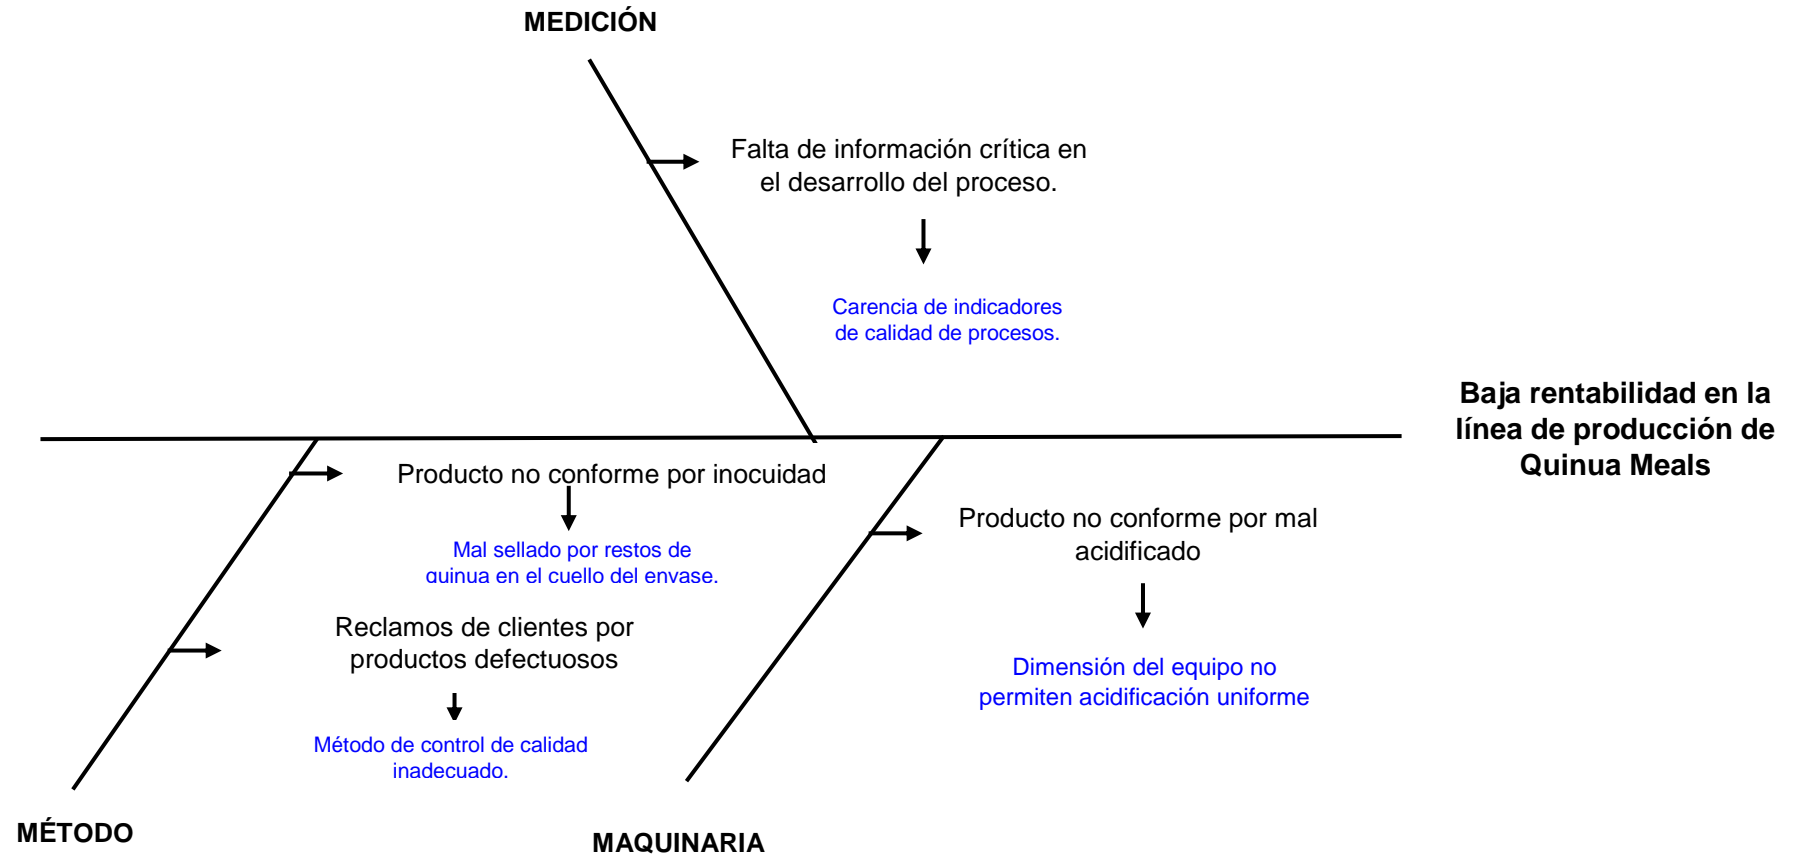 MEDICIÓN
Falta de información crítica en
el desarrollo del proceso.
Carencia de indicadores
de calidad de procesos.
Baja rentabilidad en la
línea de producción de
Quinua Meals
Producto no conforme por inocuidad
Mal sellado por restos de
quinua en el cuello del envase.
Reclamos de clientes por
productos defectuosos
Método de control de calidad
inadecuado.
Producto no conforme por mal
acidificado
Dimensión del equipo no
permiten acidificación uniforme
MÉTODO
MAQUINARIA